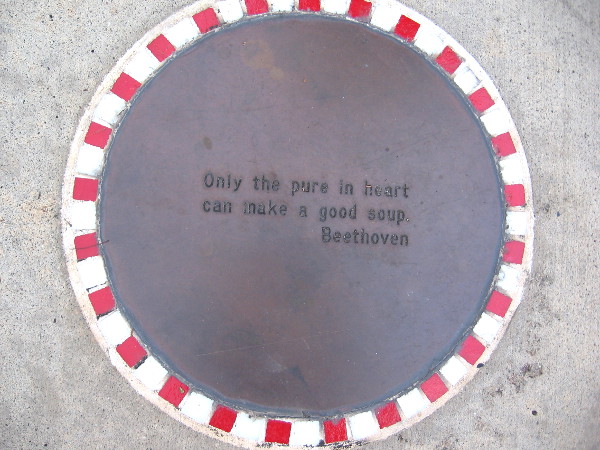 Only the pure in heart
can make a good soup.
Beethoven